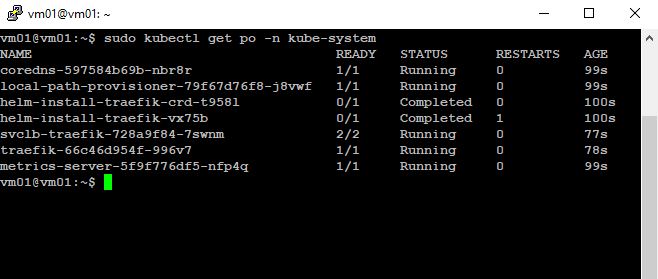 vm01@vm01: ~
vm01@vm01:~$ sudo kubectl get po -n kube-system
NAME READY STATUS RESTARTS AGE
coredns-597584b69b-nbr8r 1/1 Running 0 99s
local-path-provisioner-79f67d76f8-j8vwf 1/1 Running 0 99s
helm-install-traefik-crd-t958l 0/1 Completed 0 100s
helm-install-traefik-vx75b 0/1 Completed 1 100s
svclb-traefik-728a9f84-7swnm 2/2 Running 0 77s
traefik-66c46d954f-996v7 1/1 Running 0 78s
metrics-server-5f9f776df5-nfp4q 1/1 Running 0 99s
vm01@vm01:~$